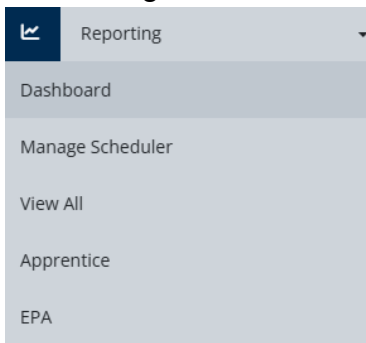 Reporting
Dashboard
Manage Scheduler
View All
Apprentice
EPA